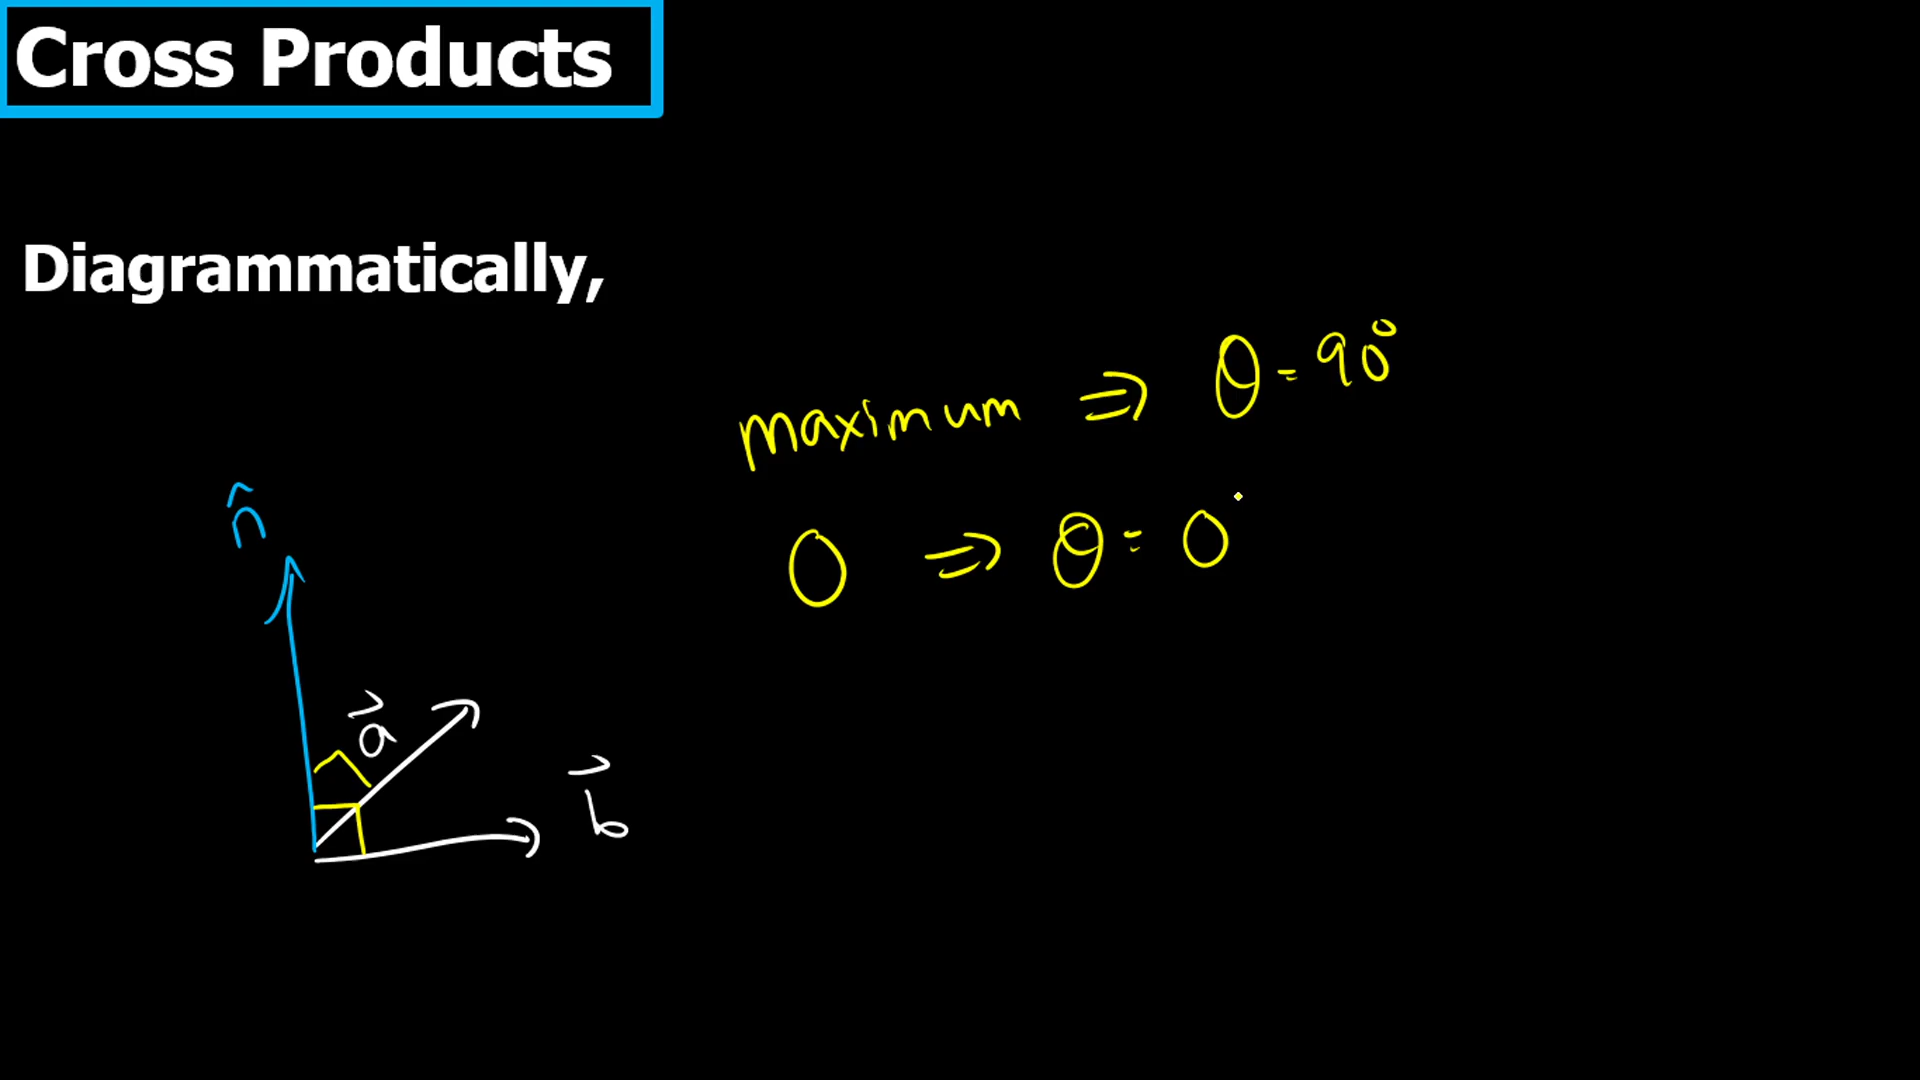 Cross Products
Diagrammatically,
maximum ⇒ θ = 90°
0 ⇒ θ = 0
n̂
a⃗
b⃗